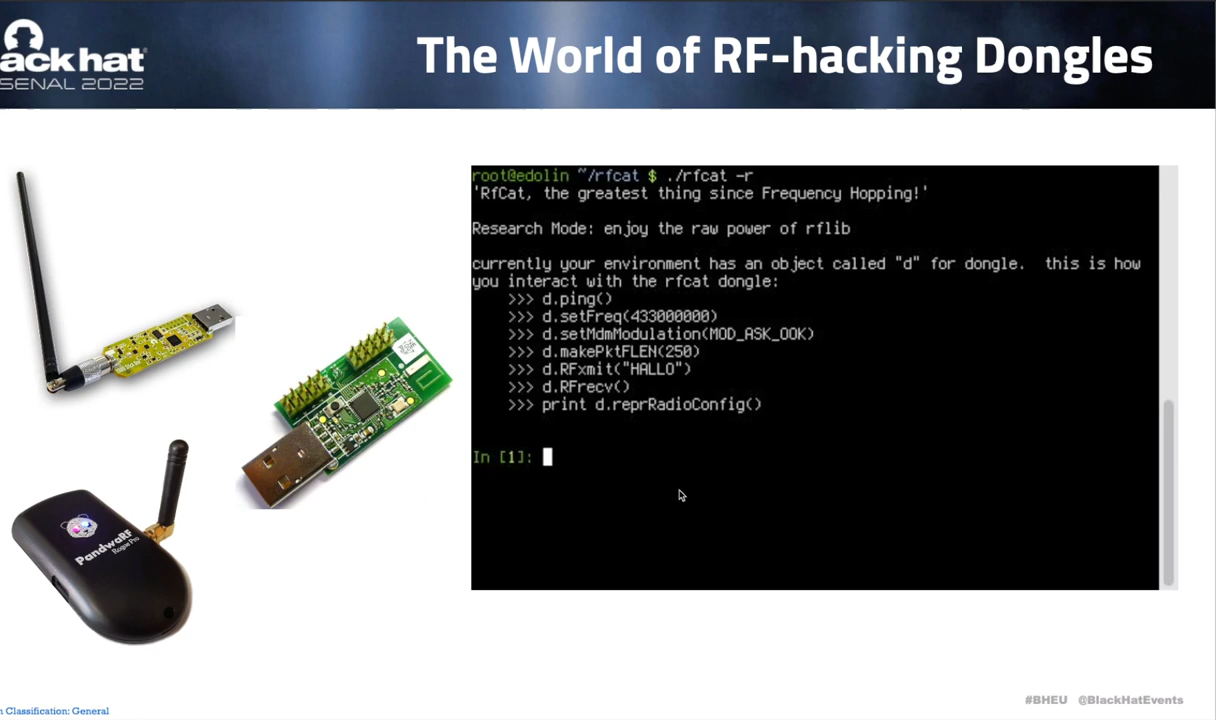 ack hat
The World of RF-hacking Dongles
SENAL 2022
root@edolin ~/rfcat $ ./rfcat -r
'RfCat, the greatest thing since Frequency Hopping!'
Research Mode: enjoy the raw power of rflib
currently your environment has an object called "d" for dongle.  this is how
you interact with the rfcat dongle:
>>> d.ping()
>>> d.setFreq(433000000)
>>> d.setMdmModulation(MOD_ASK_OOK)
>>> d.makePktFLEN(250)
>>> d.RFxmit("HALLO")
>>> d.RFrecv()
>>> print d.reprRadioConfig()
In [1]:
PandwaRF
Rogue Pro
#BHEU @BlackHatEvents
n Classification: General